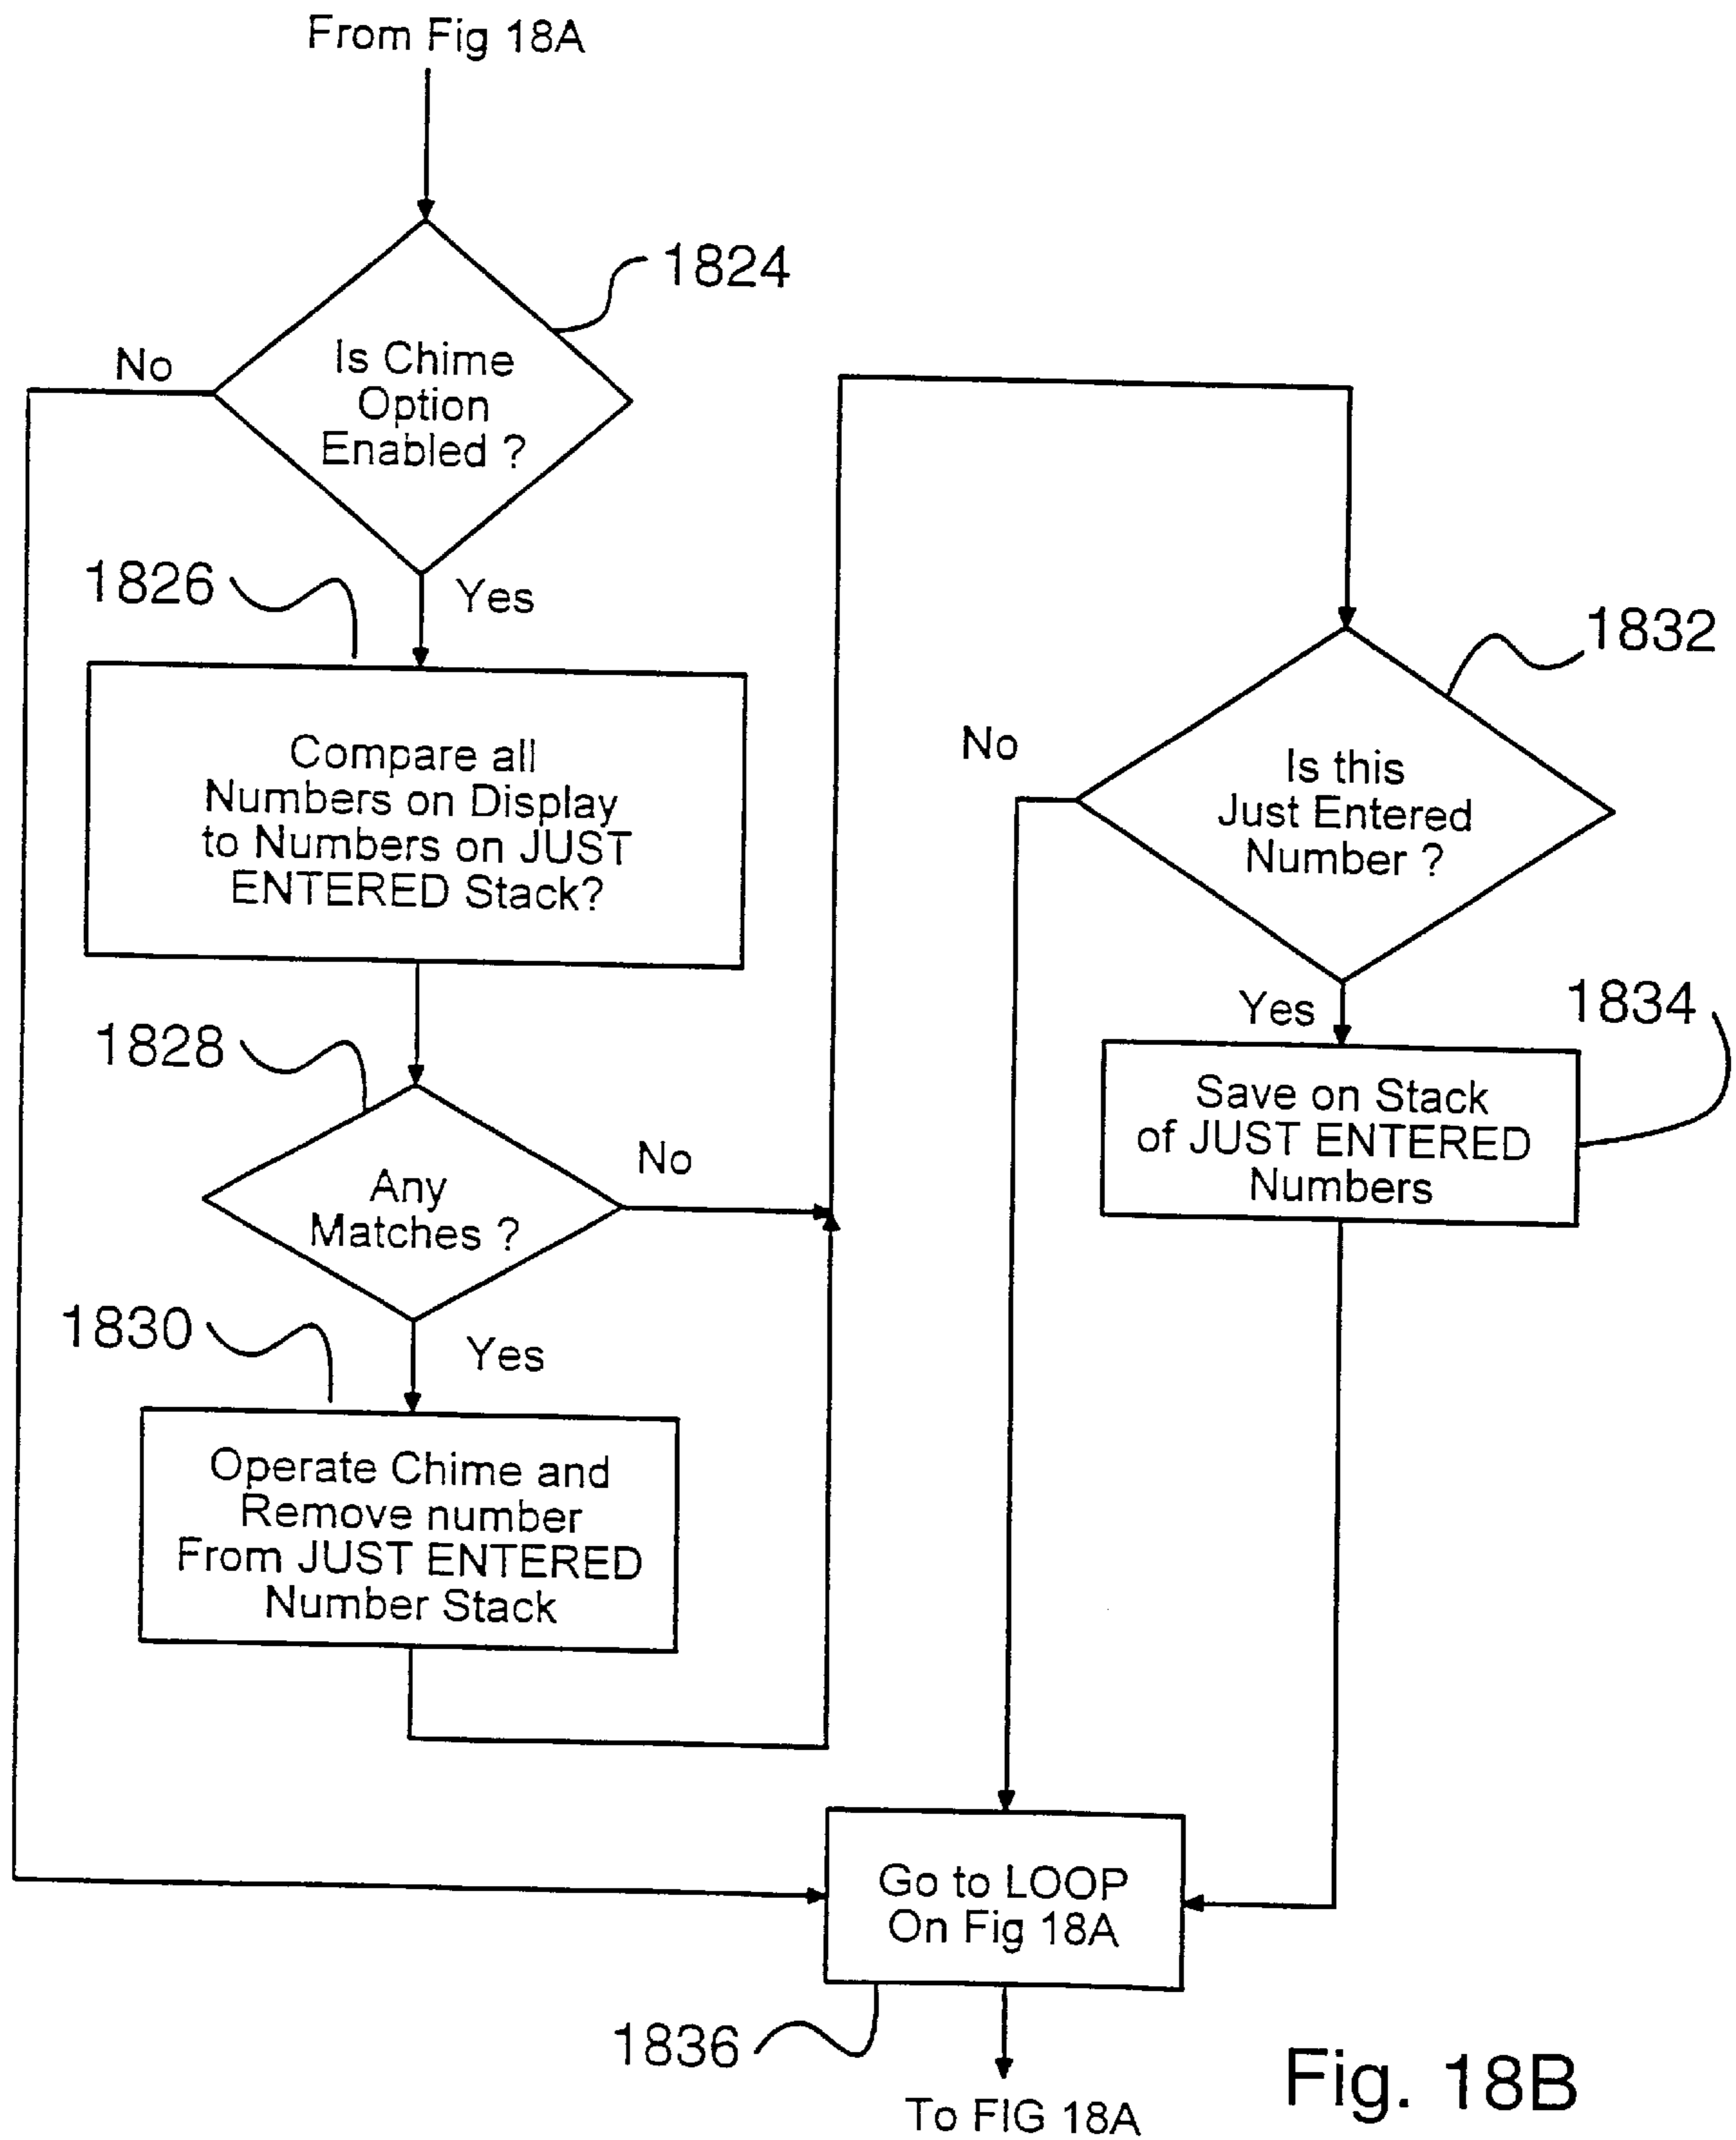 From Fig 18A
1824
No
Is Chime
Option
Enabled ?
1826
Yes
Compare all
Numbers on Display
to Numbers on JUST
ENTERED Stack?
1828
Any
Matches ?
No
1830
Yes
Operate Chime and
Remove number
From JUST ENTERED
Number Stack
1832
No
Is this
Just Entered
Number ?
Yes
1834
Save on Stack
of JUST ENTERED
Numbers
Go to LOOP
On Fig 18A
1836
To FIG 18A
Fig. 18B